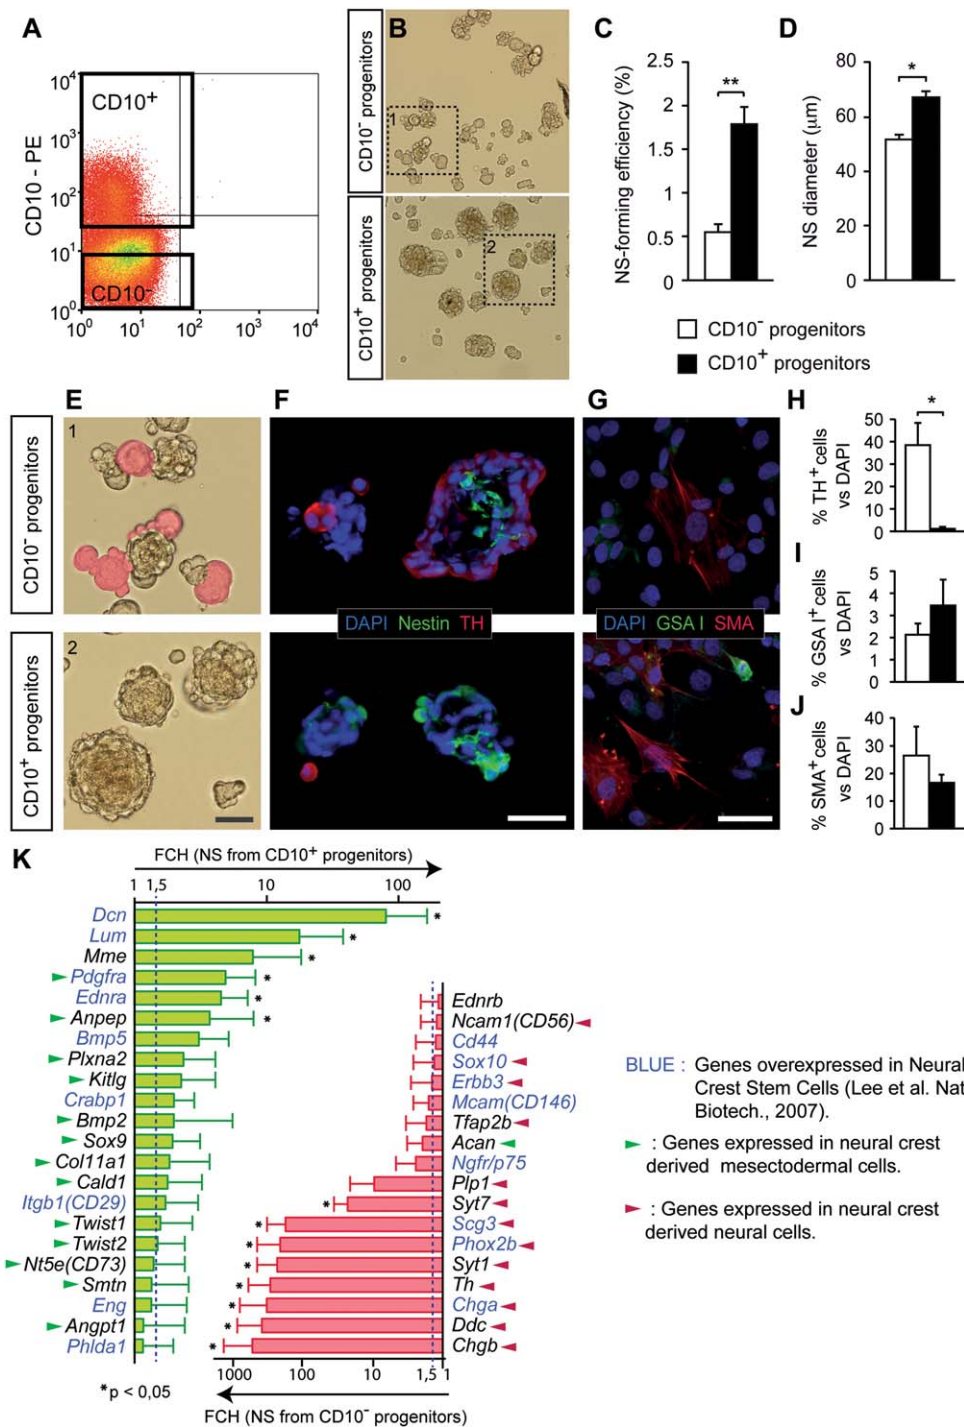 A
CD10 - PE
10⁴
10³
10²
10¹
10⁰
CD10⁺
CD10⁻
10⁰ 10¹ 10² 10³ 10⁴
B
CD10⁻ progenitors
1
CD10⁺ progenitors
2
C
NS-forming efficiency (%)
2.5
2
1.5
1
0.5
0
**
D
NS diameter (µm)
80
60
40
20
0
*
CD10⁻ progenitors
CD10⁺ progenitors
E
CD10⁻ progenitors
1
CD10⁺ progenitors
2
F
DAPI Nestin TH
G
DAPI GSA I SMA
H
% TH⁺ cells
vs DAPI
50
40
30
20
10
0
*
I
% GSA I⁺ cells
vs DAPI
5
4
3
2
1
0
J
% SMA⁺ cells
vs DAPI
40
30
20
10
0
K
FCH (NS from CD10⁺ progenitors)
1 1,5 10 100
Dcn *
Lum *
Mme *
Pdgfra *
Ednra *
Anpep *
Bmp5
Plxna2
Kitlg
Crabp1
Bmp2
Sox9
Col11a1
Cald1
Itgb1(CD29)
Twist1
Twist2
Nt5e(CD73)
Smtn
Eng
Angpt1
Phlda1
*p < 0,05
Ednrb
Ncam1(CD56)
Cd44
Sox10
Erbb3
Mcam(CD146)
Tfap2b
Acan
Ngfr/p75
Plp1
* Syt7
* Scg3
* Phox2b
* Syt1
* Th
* Chga
* Ddc
* Chgb
1000 100 10 1,5 1
FCH (NS from CD10⁻ progenitors)
BLUE : Genes overexpressed in Neural
Crest Stem Cells (Lee et al. Nat
Biotech., 2007).
: Genes expressed in neural crest
derived mesectodermal cells.
: Genes expressed in neural crest
derived neural cells.